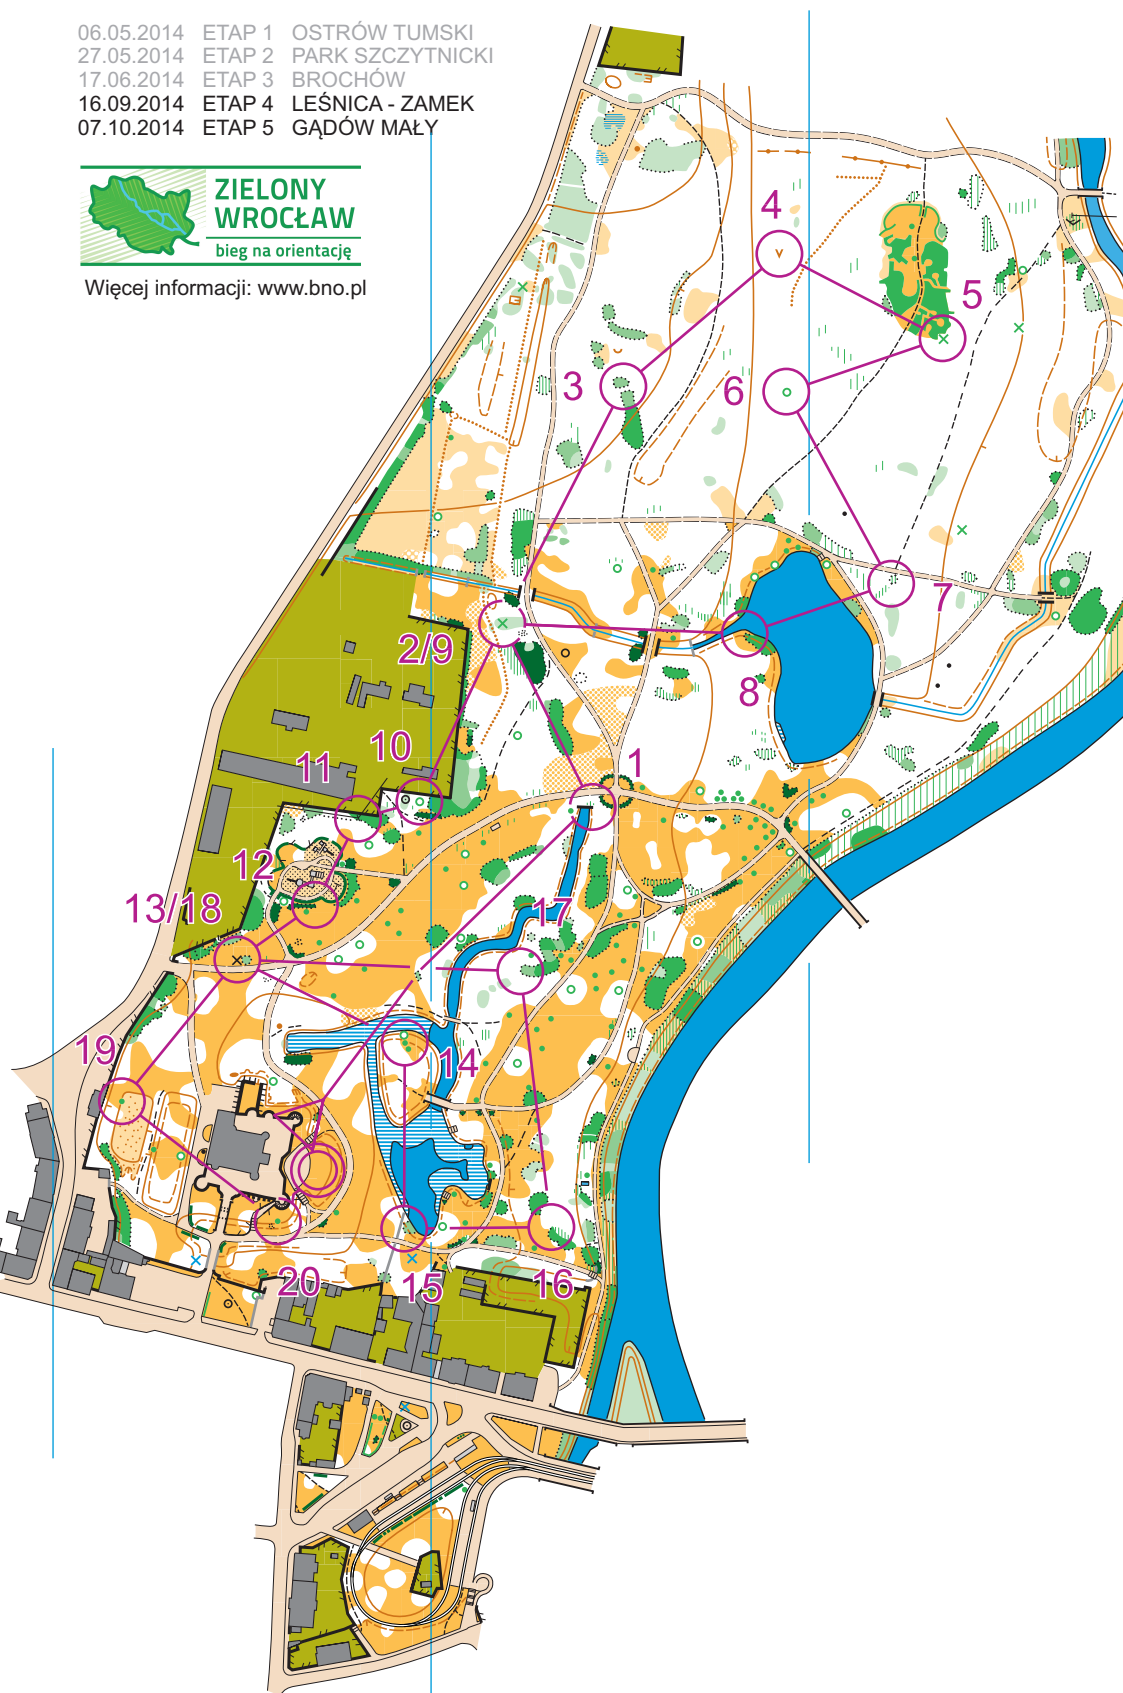 06.05.2014 ETAP 1 OSTRÓW TUMSKI
27.05.2014 ETAP 2 PARK SZCZYTNICKI
17.06.2014 ETAP 3 BROCHÓW
16.09.2014 ETAP 4 LEŚNICA - ZAMEK
07.10.2014 ETAP 5 GĄDÓW MAŁY
ZIELONY
WROCŁAW
bieg na orientację
Więcej informacji: www.bno.pl
4
5
3
6
7
2/9
8
10
11
1
12
13/18
17
19
14
20
15
16